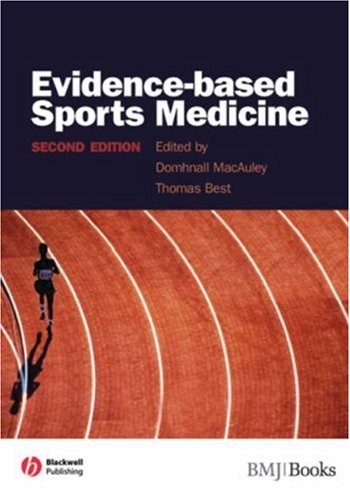 Evidence-based
Sports Medicine
SECOND EDITION
Edited by
Domhnall MacAuley
Thomas Best
Blackwell
Publishing
BMJ|Books